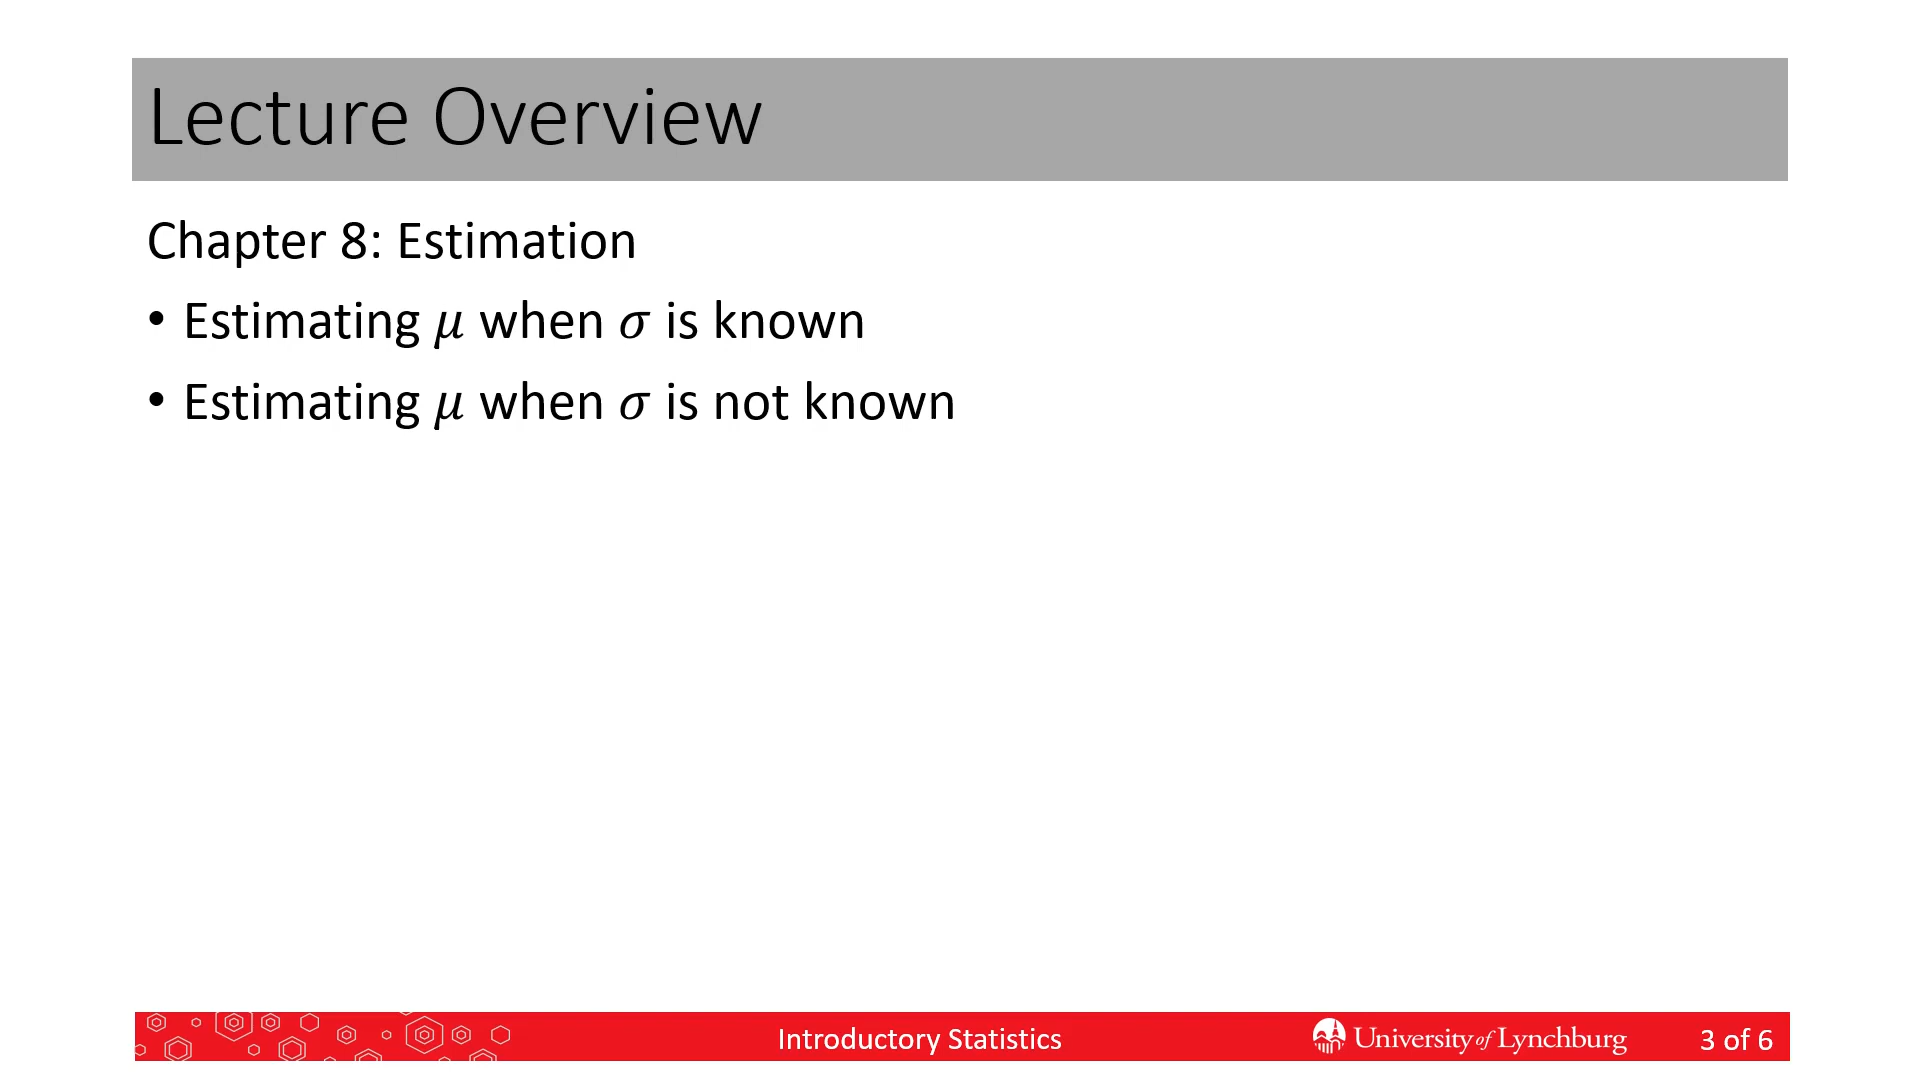 Lecture Overview
Chapter 8: Estimation
• Estimating 𝜇 when 𝜎 is known
• Estimating 𝜇 when 𝜎 is not known
Introductory Statistics
University of Lynchburg
3 of 6